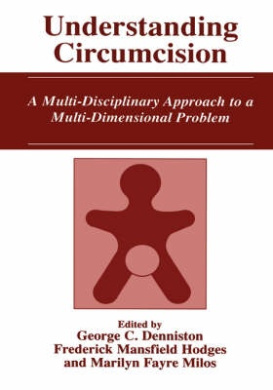 Understanding
Circumcision
A Multi-Disciplinary Approach to a
Multi-Dimensional Problem
Edited by
George C. Denniston
Frederick Mansfield Hodges
and Marilyn Fayre Milos